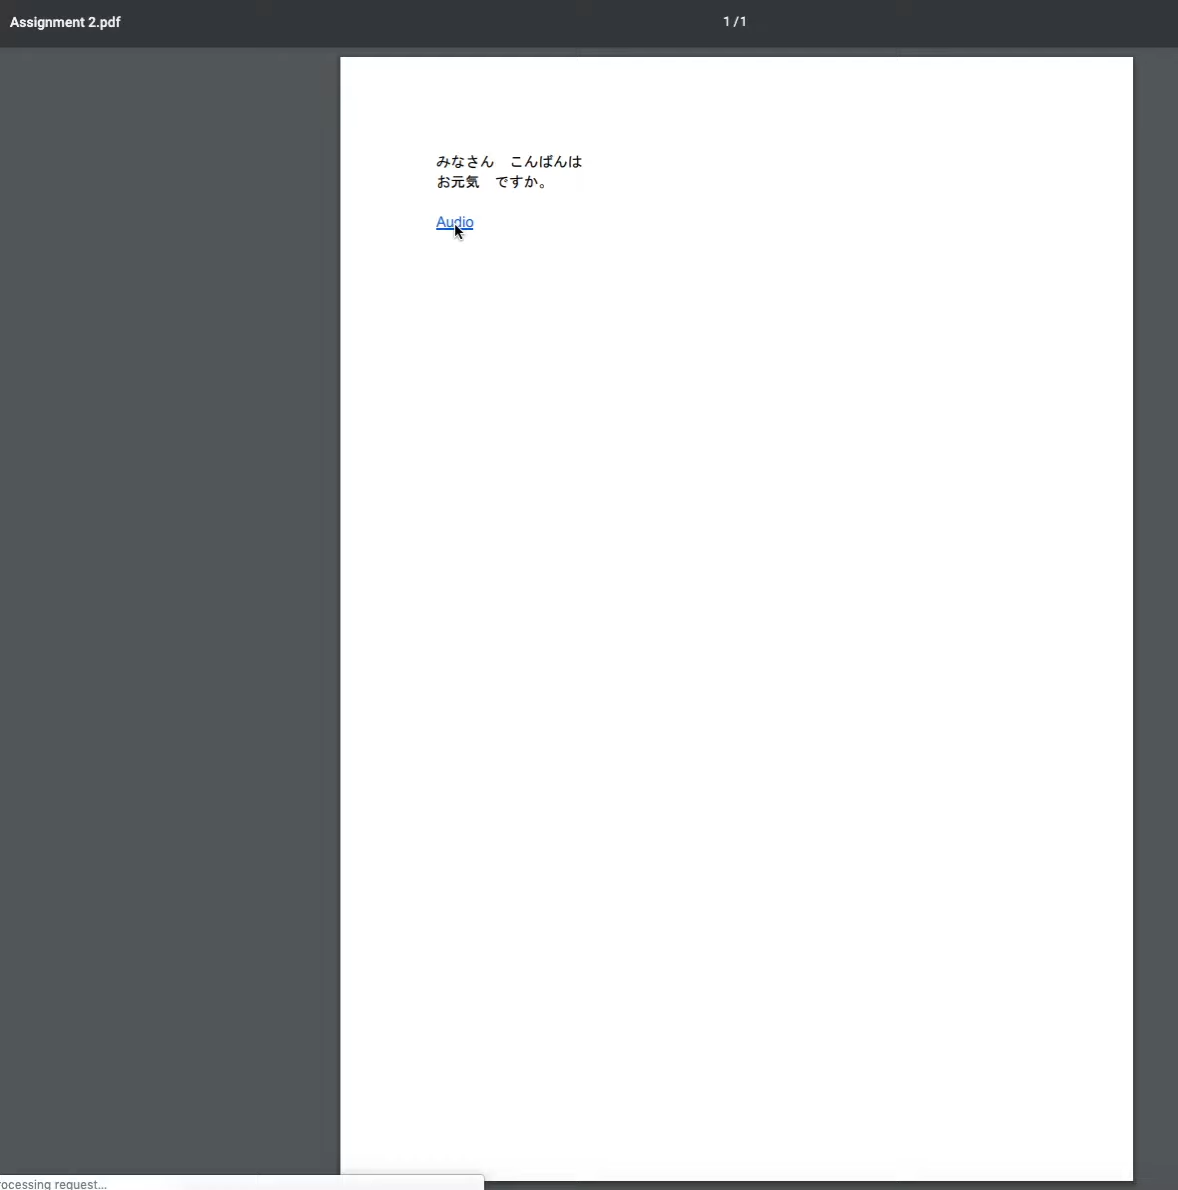 Assignment 2.pdf
1 / 1
みなさん　こんばんは
お元気　ですか。
Audio
ocessing request...